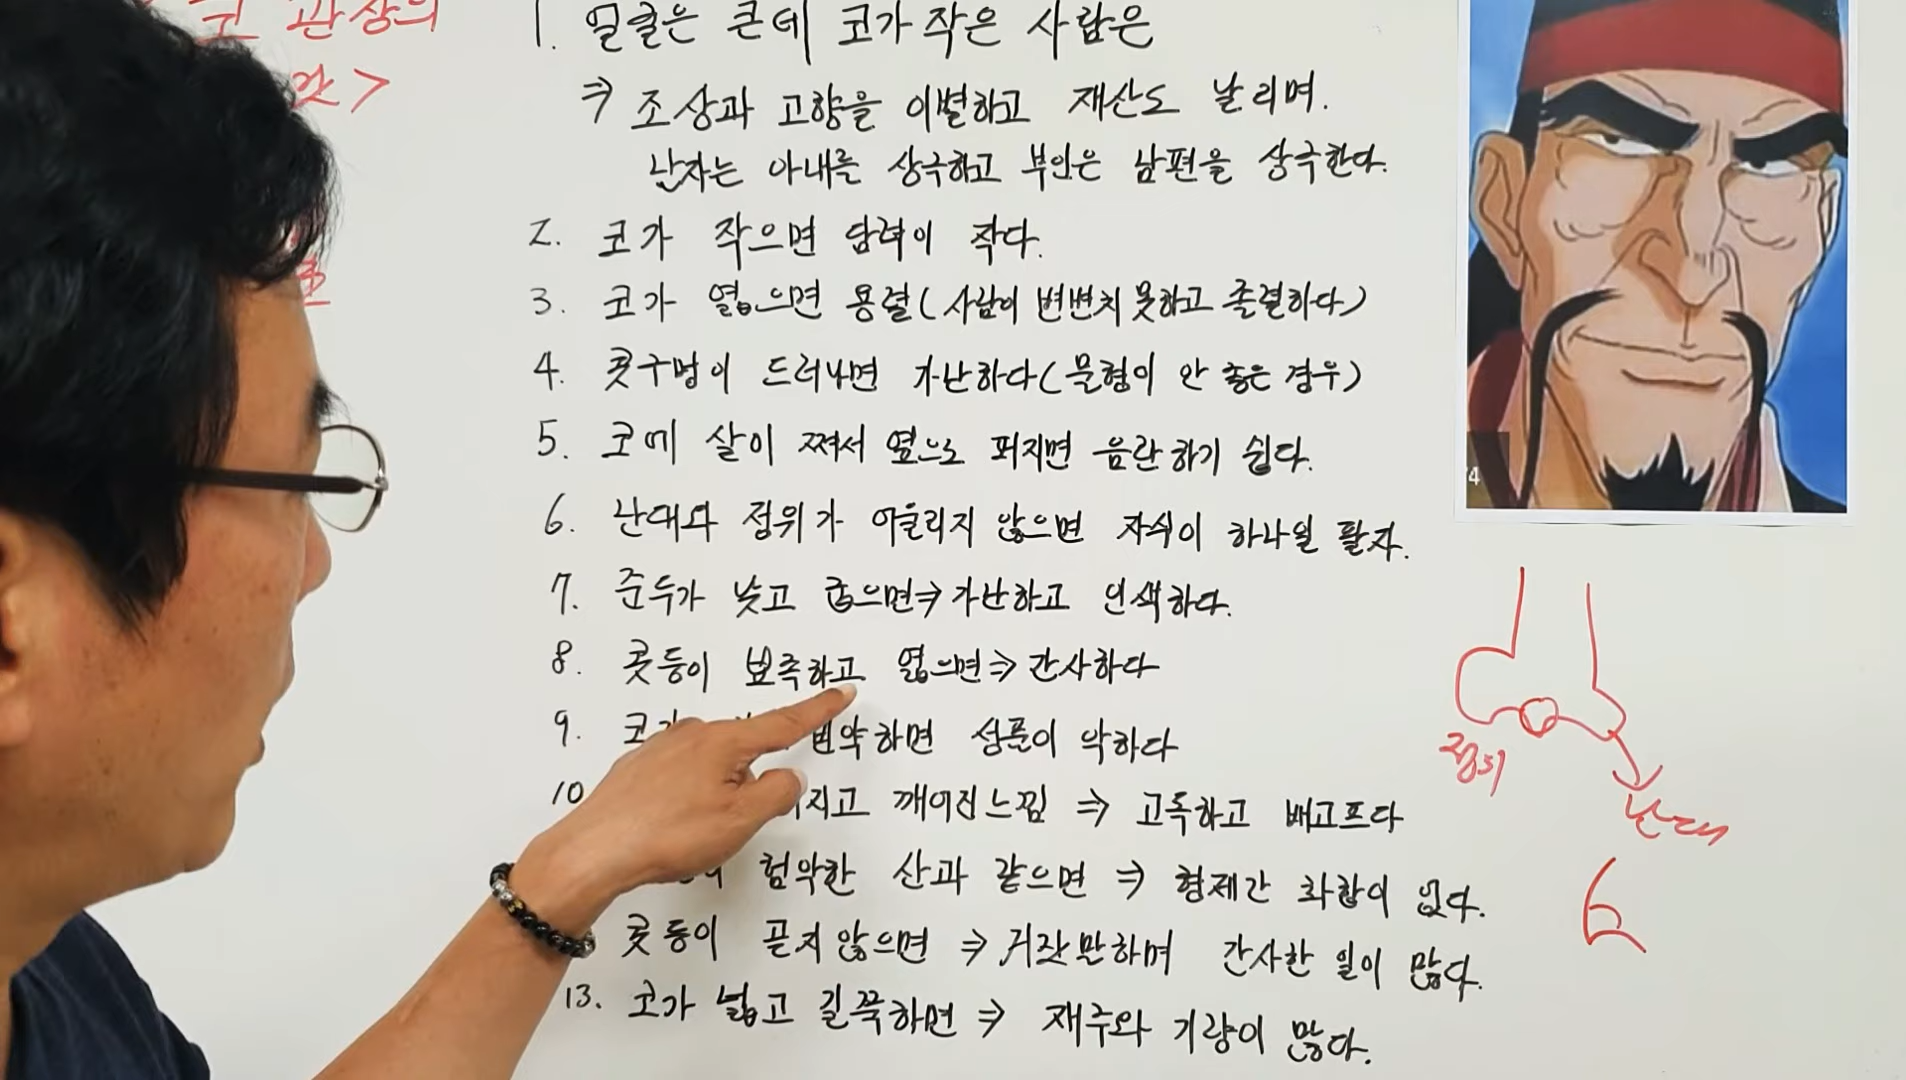 코 관상의
>
1. 얼굴은 큰데 코가 작은 사람은
⇒ 조상과 고향을 이별하고 재산도 날리며.
남자는 아내를 상극하고 부인은 남편을 상극한다.
2. 코가 작으면 담력이 작다.
3. 코가 엷으면 용렬(사람이 변변치 못하고 졸렬하다)
4. 콧구멍이 드러나면 가난하다(문형이 안 좋은 경우)
5. 코에 살이 쪄서 옆으로 퍼지면 음란하기 쉽다.
6. 난대와 정위가 어울리지 않으면 자식이 하나일 팔자.
7. 준두가 낮고 굽으면⇒가난하고 인색하다.
8. 콧등이 뾰족하고 엷으면⇒간사하다
9. 코가 빈약하면 성품이 악하다
10 지고 깨어진느낌 ⇒ 고독하고 배고프다
험악한 산과 같으면 ⇒ 형제간 화합이 없다.
콧등이 곧지 않으면 ⇒ 거짓말하며 간사한 일이 많다.
13. 코가 넓고 길쭉하면 ⇒ 재주와 기량이 많다.
4
정위
난대